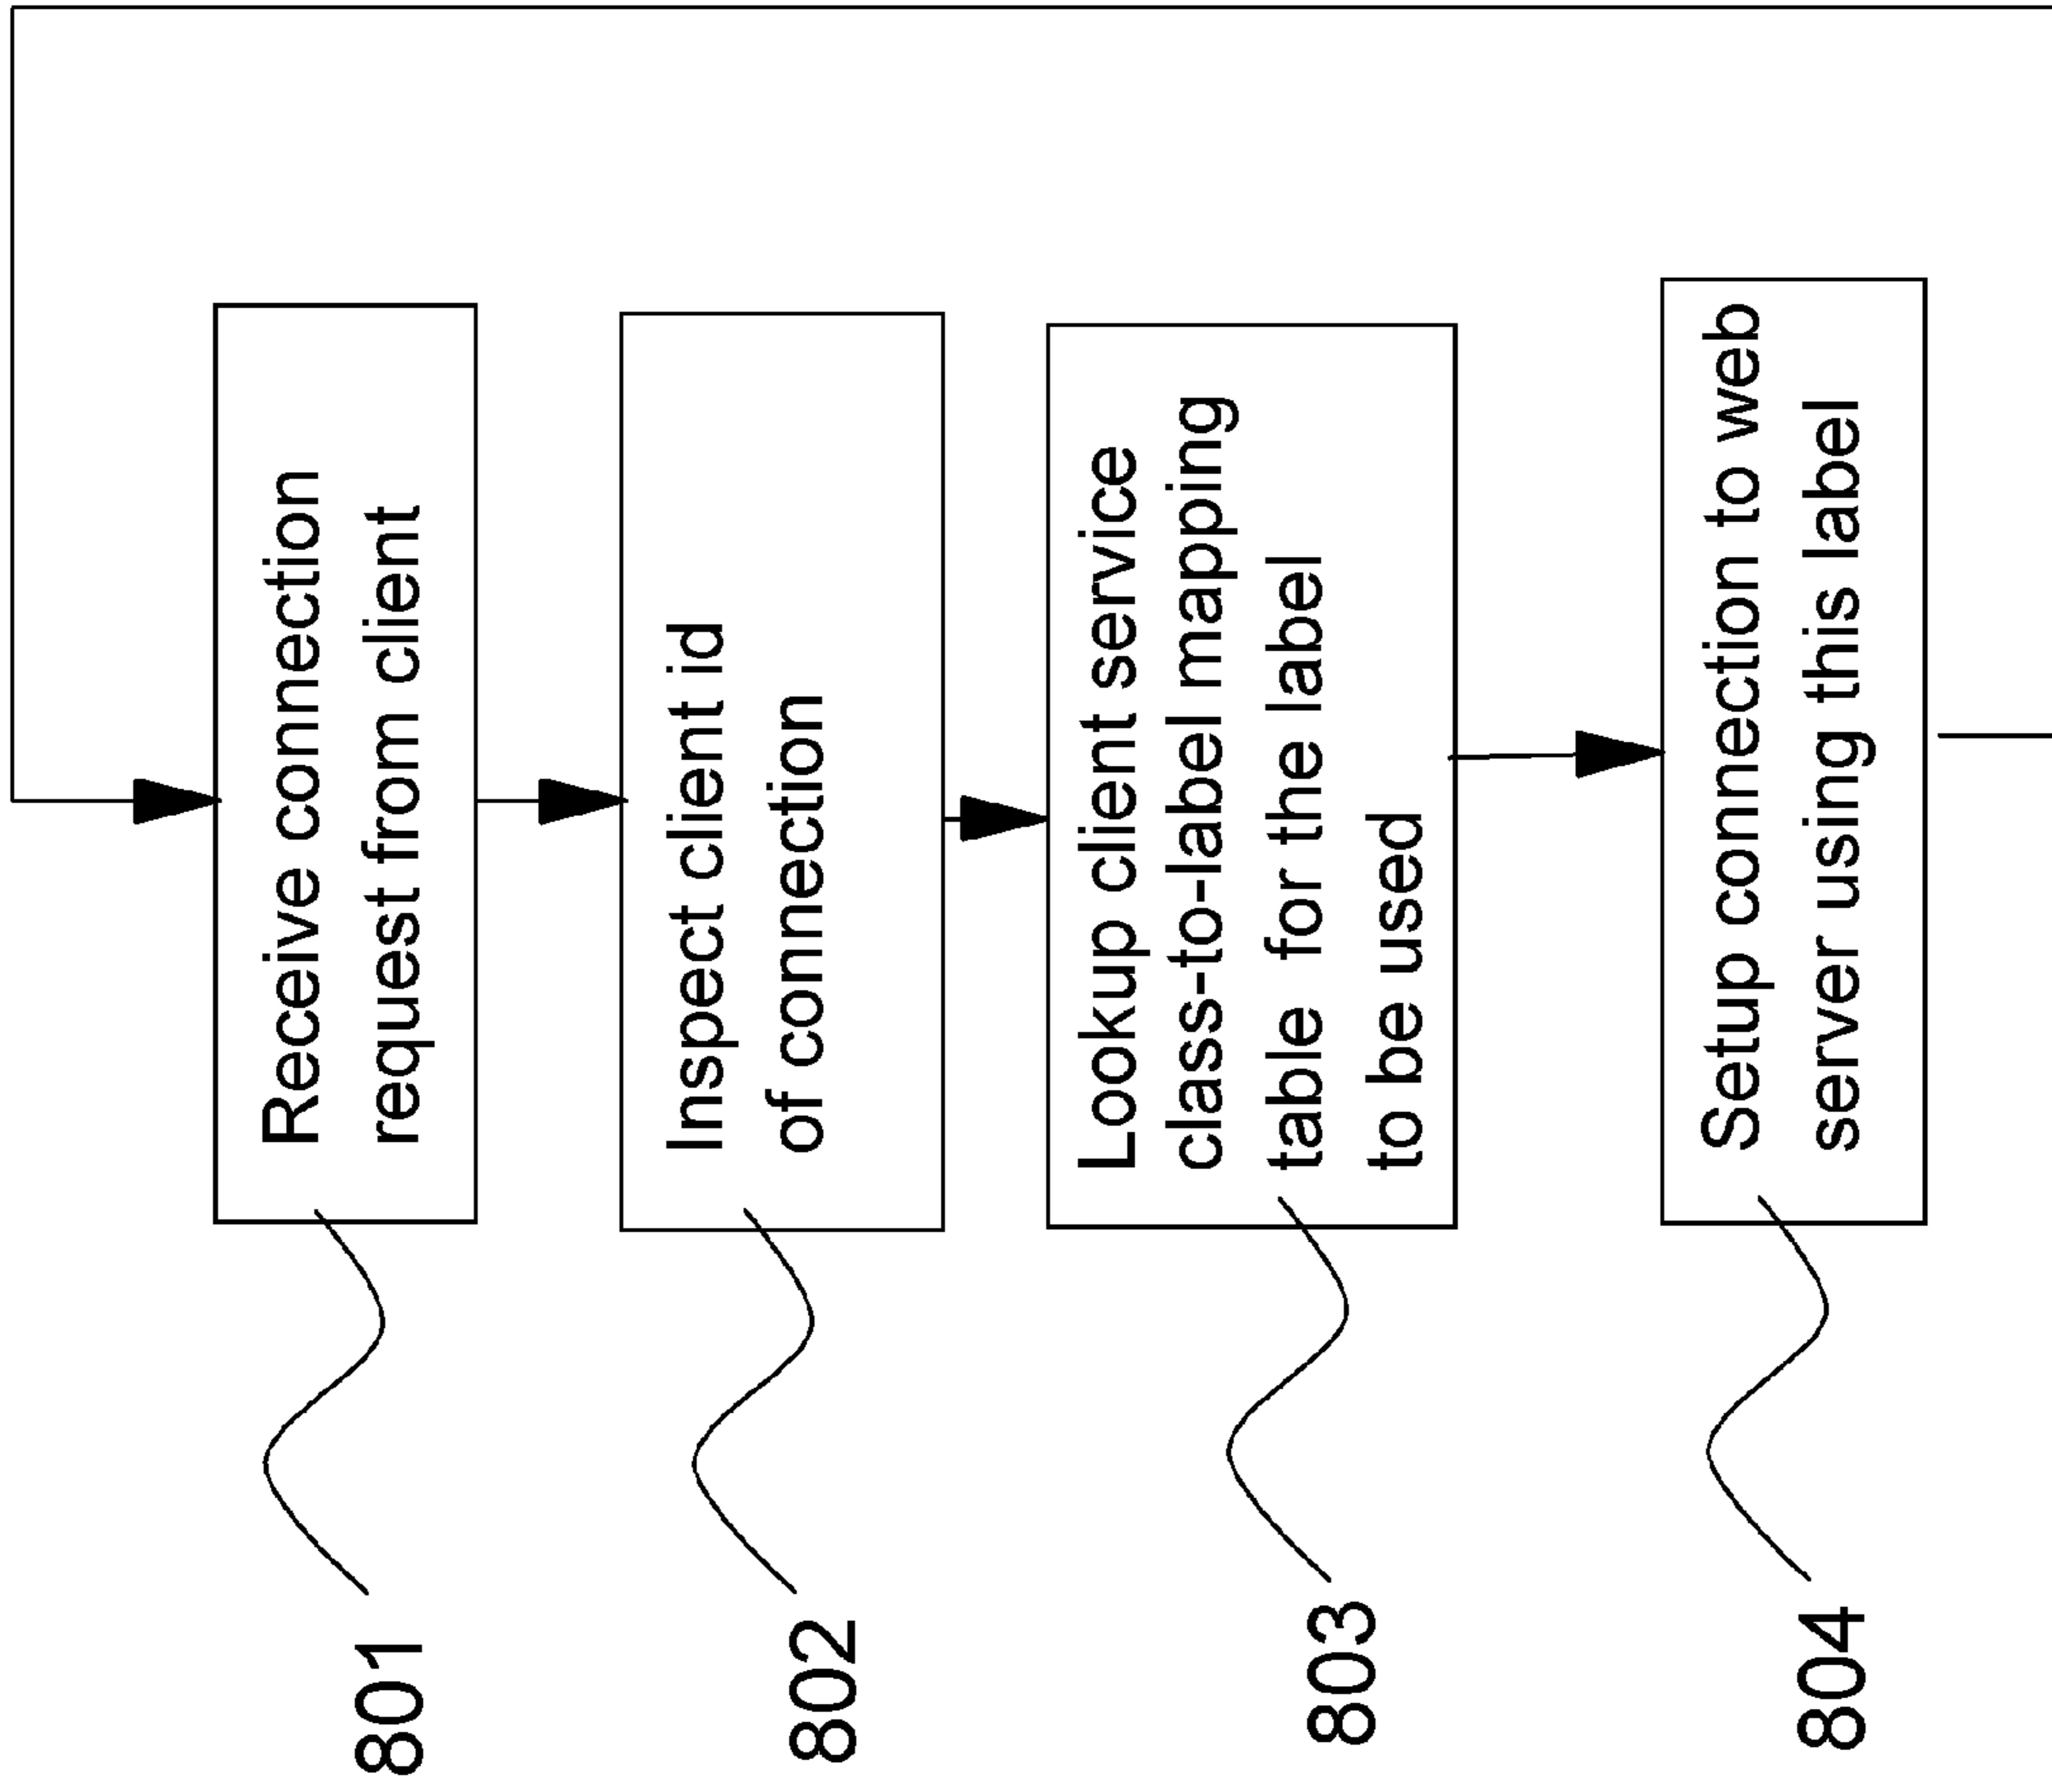 801
Receive connection
request from client
802
Inspect client id
of connection
803
Lookup client service
class-to-label mapping
table for the label
to be used
804
Setup connection to web
server using this label